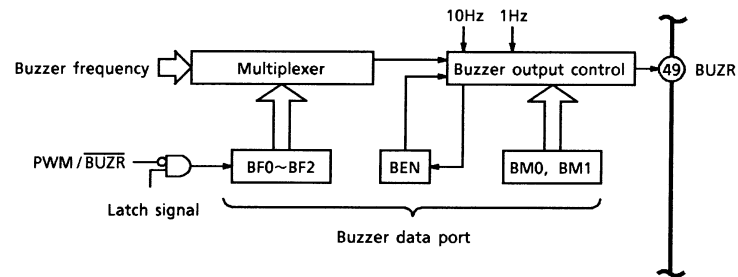 10Hz 1Hz
Buzzer frequency Multiplexer Buzzer output control 49 BUZR
PWM/BUZR BF0~BF2 BEN BM0, BM1
Latch signal
Buzzer data port